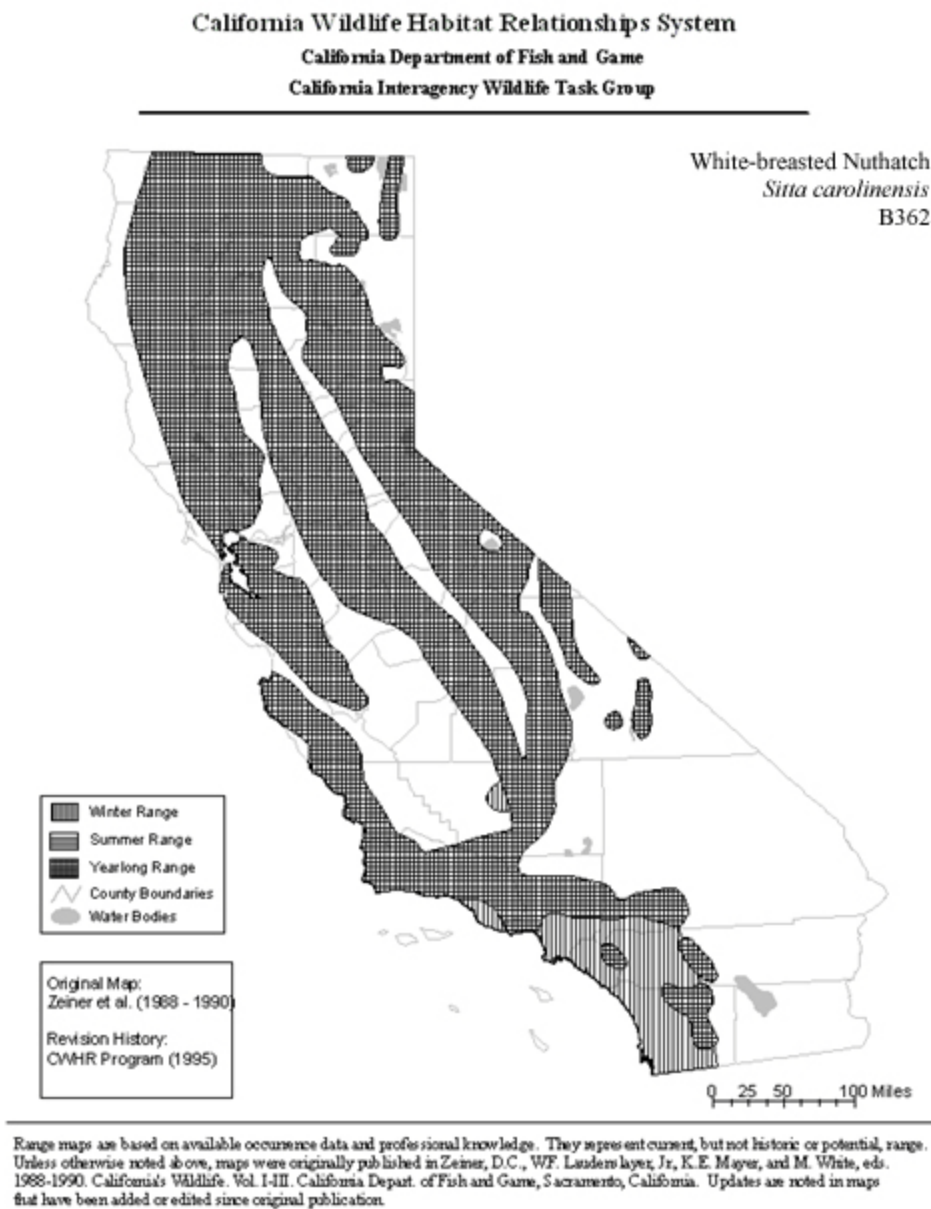 California Wildlife Habitat Relationships System
California Department of Fish and Game
California Interagency Wildlife Task Group
White-breasted Nuthatch
Sitta carolinensis
B362
Winter Range
Summer Range
Yearlong Range
County Boundaries
Water Bodies
Original Map:
Zeiner et al. (1988 - 1990)
Revision History:
CWHR Program (1995)
0 25 50 100 Miles
Range maps are based on available occurrence data and professional knowledge. They represent current, but not historic or potential, range.
Unless otherwise noted above, maps were originally published in Zeiner, D.C., W.F. Laudenslayer, Jr., K.E. Mayer, and M. White, eds.
1988-1990. California's Wildlife. Vol. I-III. California Depart. of Fish and Game, Sacramento, California. Updates are noted in maps
that have been added or edited since original publication.